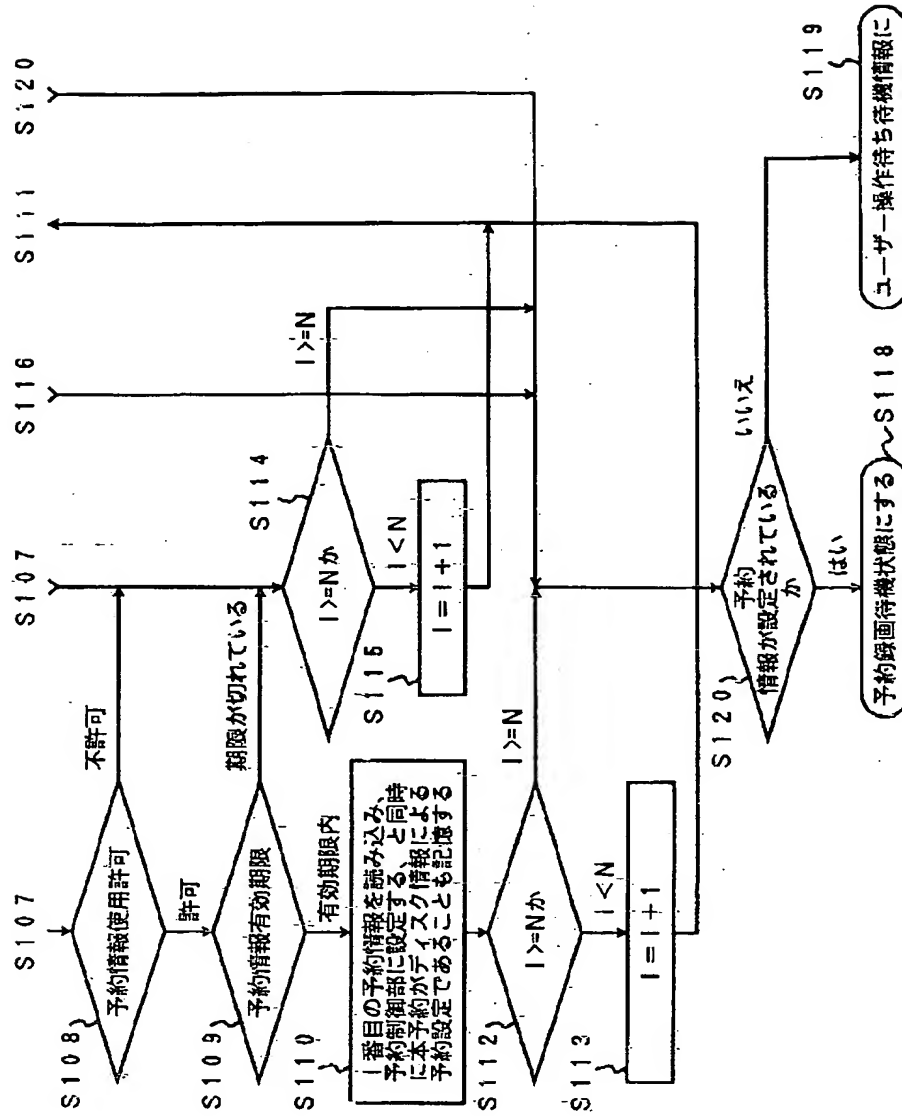 S107
S107
S116
S111
S120
S108
予約情報使用許可
不許可
許可
S109
予約情報有効期限
期限が切れている
有効期限内
S110
I番目の予約情報を読み込み、
予約制御部に設定する、と同時
に本予約がディスク情報による
予約設定であることも記憶する
S114
I>=Nか
I>=N
I<N
S115
I=I+1
S112
I>=Nか
I>=N
I<N
S113
I=I+1
S120
予約
情報が設定されている
か
いいえ
はい
予約録画待機状態にする
S118
ユーザー操作待ち待機情報に
S119